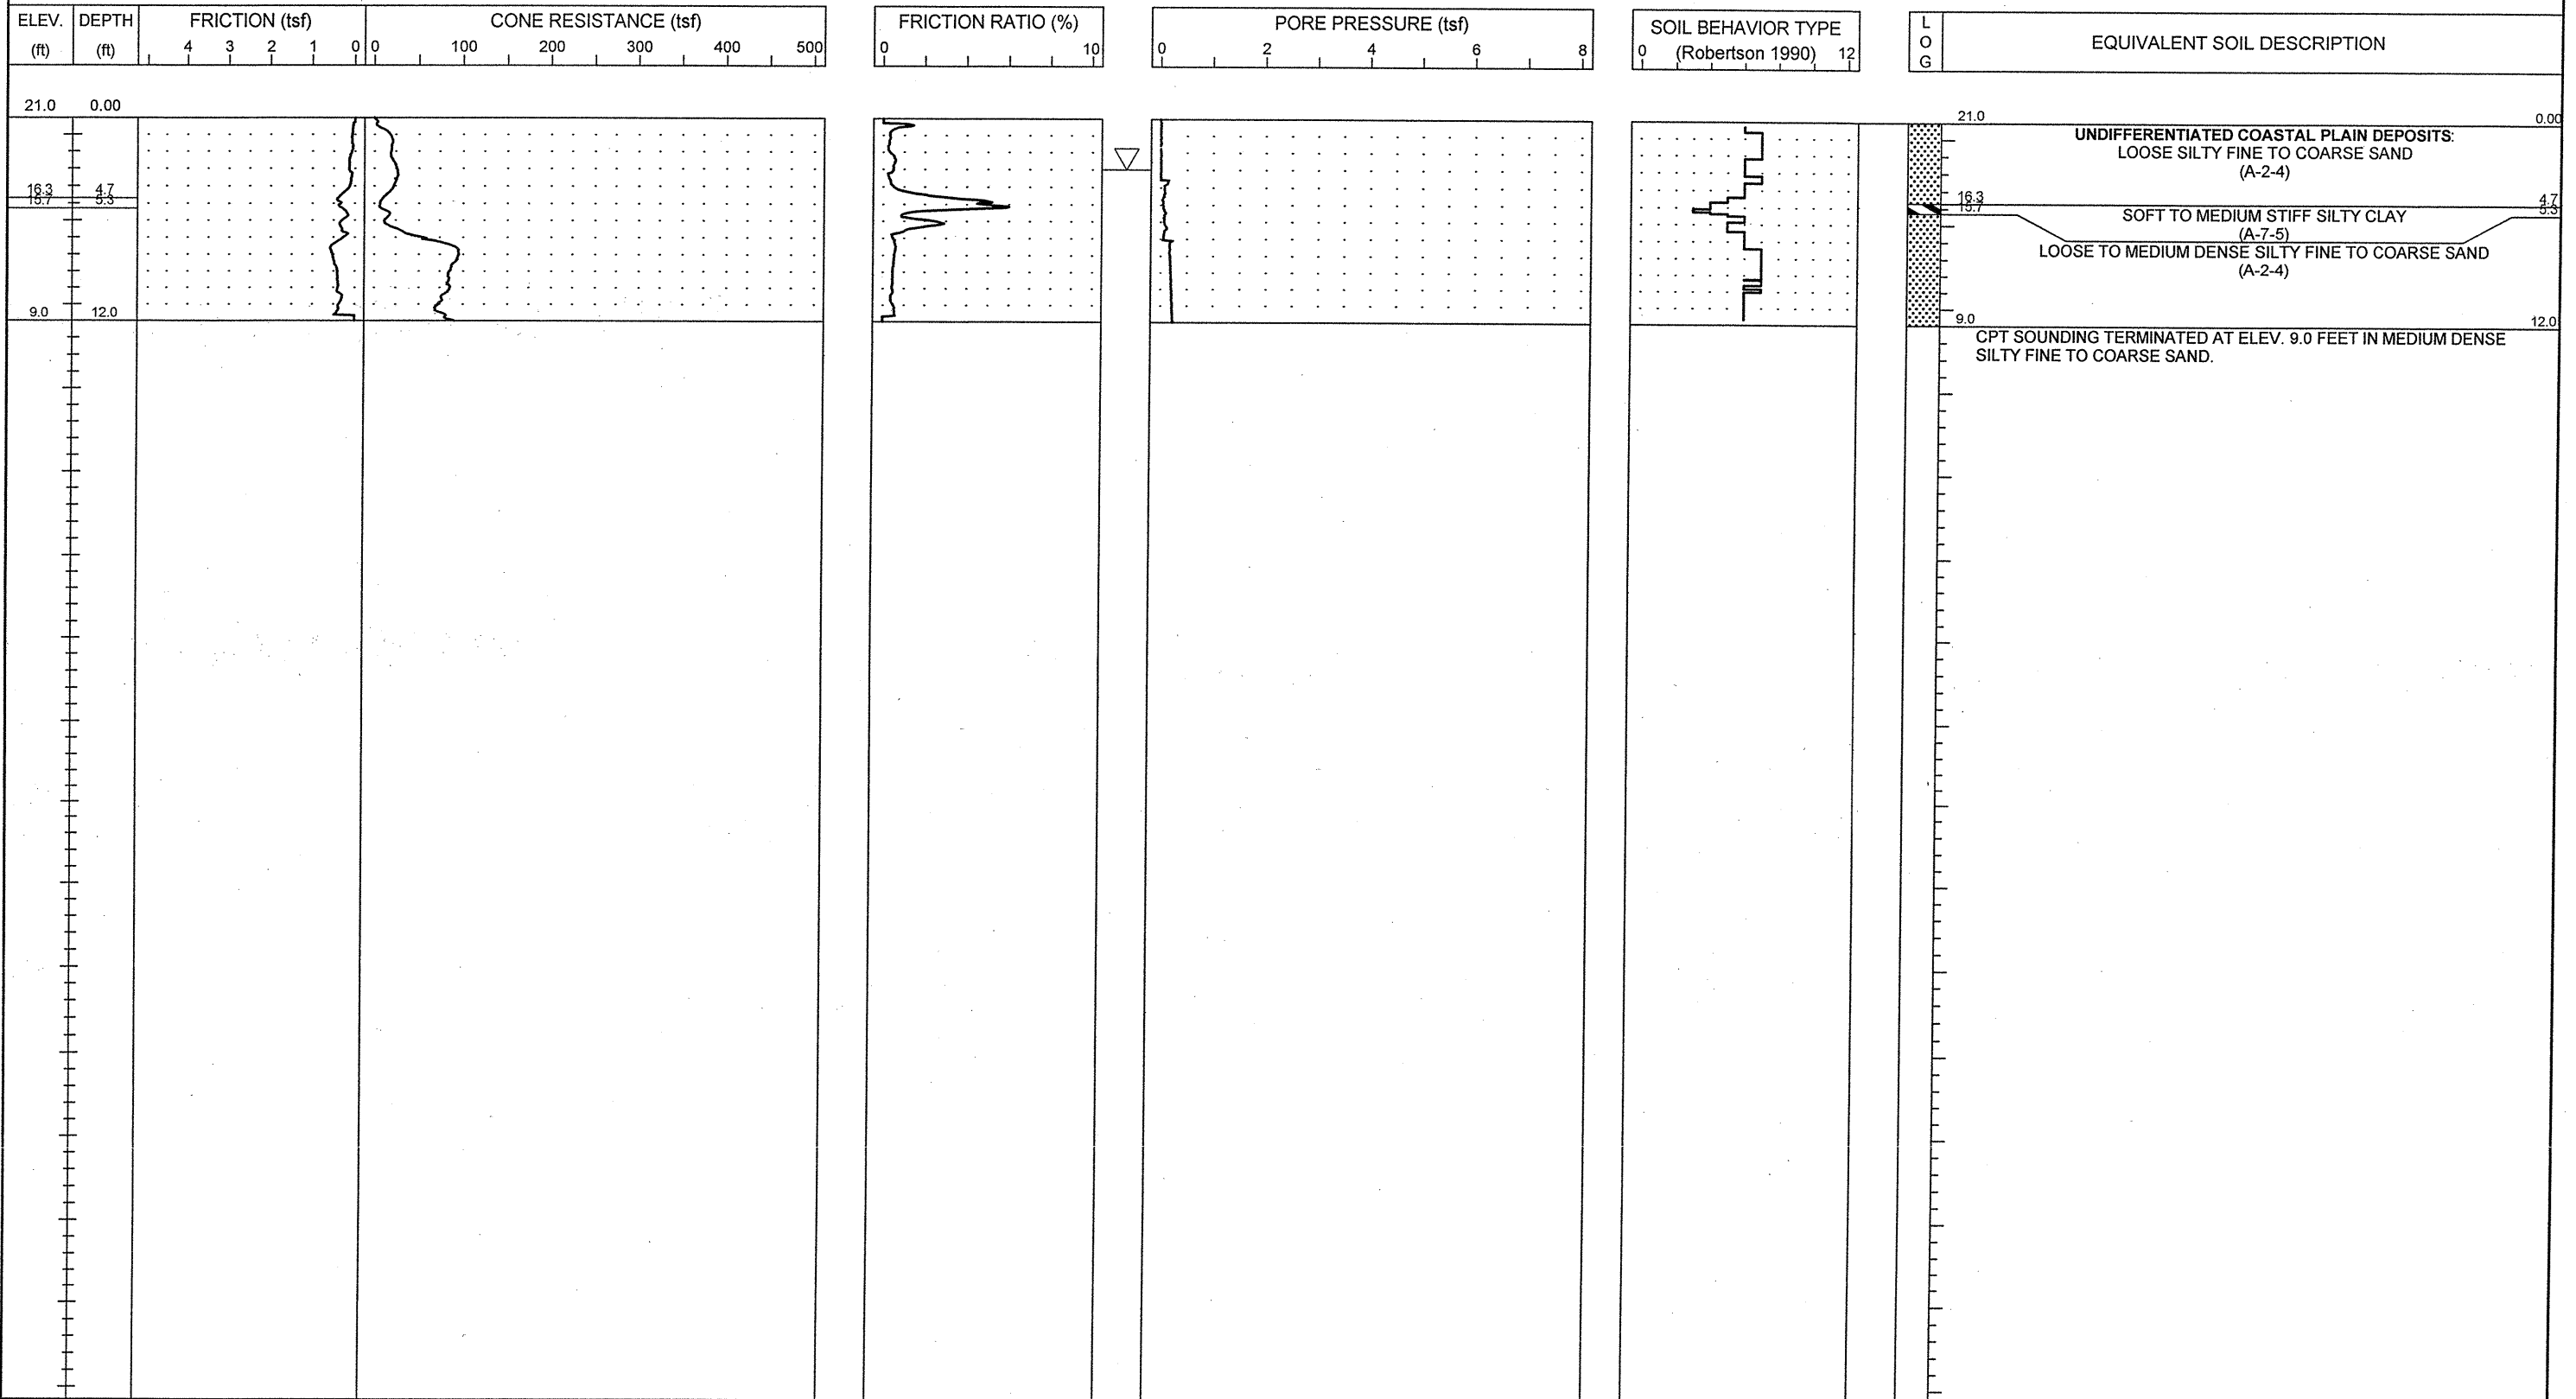 ELEV.
(ft)
DEPTH
(ft)
FRICTION (tsf)
4 3 2 1 0
CONE RESISTANCE (tsf)
0 100 200 300 400 500
FRICTION RATIO (%)
0 10
PORE PRESSURE (tsf)
0 2 4 6 8
SOIL BEHAVIOR TYPE
(Robertson 1990)
0 12
L
O
G
EQUIVALENT SOIL DESCRIPTION
21.0 0.00
16.3 4.7
15.7 5.3
9.0 12.0
21.0 0.00
UNDIFFERENTIATED COASTAL PLAIN DEPOSITS:
LOOSE SILTY FINE TO COARSE SAND
(A-2-4)
16.3 4.7
15.7 5.3
SOFT TO MEDIUM STIFF SILTY CLAY
(A-7-5)
LOOSE TO MEDIUM DENSE SILTY FINE TO COARSE SAND
(A-2-4)
9.0 12.0
CPT SOUNDING TERMINATED AT ELEV. 9.0 FEET IN MEDIUM DENSE
SILTY FINE TO COARSE SAND.